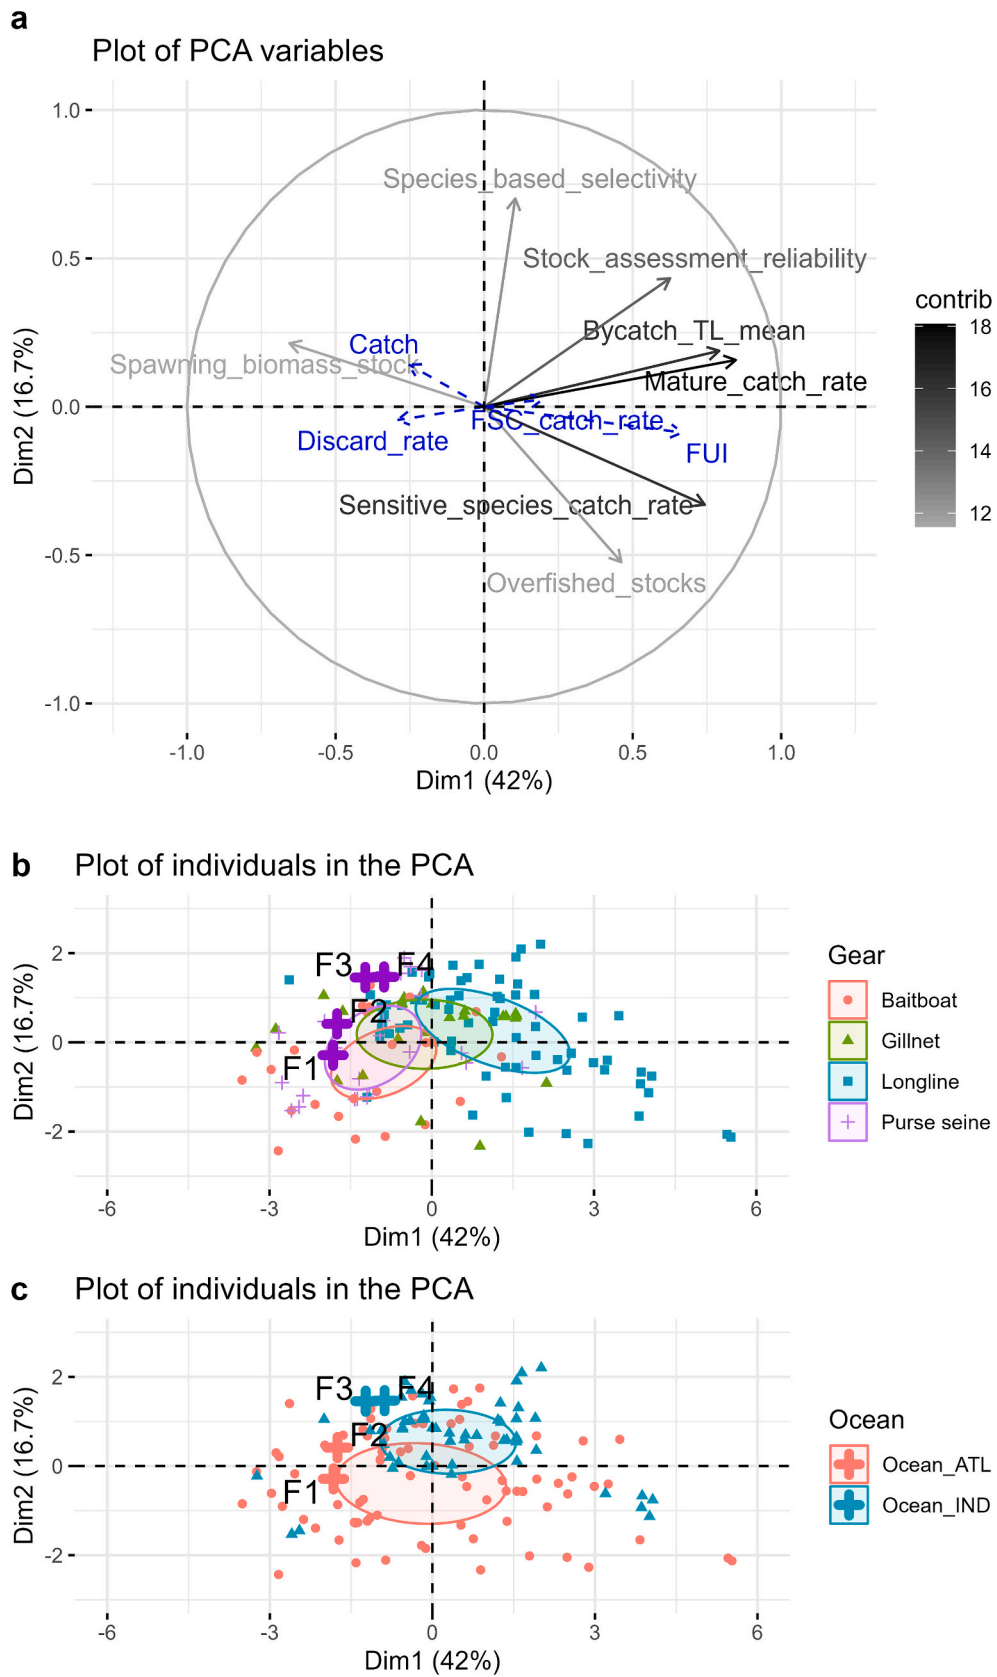 a
Plot of PCA variables
1.0
Species_based_selectivity
0.5
Stock_assessment_reliability
contrib
18
Bycatch_TL_mean
Catch
Spawning_biomass_stock
Mature_catch_rate
16
0.0
FSC_catch_rate
Discard_rate
FUI
14
Sensitive_species_catch_rate
12
-0.5
Overfished_stocks
-1.0
Dim2 (16.7%)
-1.0 -0.5 0.0 0.5 1.0
Dim1 (42%)
b
Plot of individuals in the PCA
2
F3 F4
F2
0
F1
-2
Dim2 (16.7%)
-6 -3 0 3 6
Dim1 (42%)
Gear
Baitboat
Gillnet
Longline
Purse seine
c
Plot of individuals in the PCA
2
F3 F4
F2
0
F1
-2
Dim2 (16.7%)
-6 -3 0 3 6
Dim1 (42%)
Ocean
Ocean_ATL
Ocean_IND